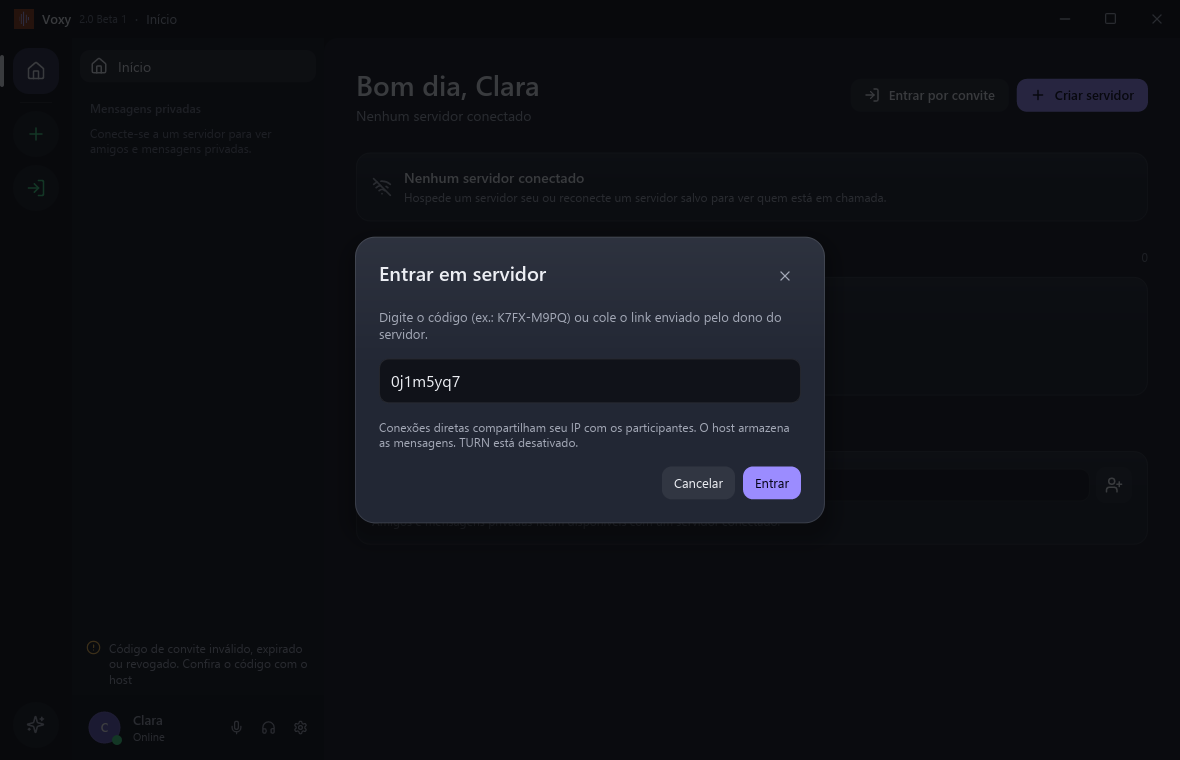 Voxy 2.0 Beta 1 · Início
Início
Mensagens privadas
Conecte-se a um servidor para ver
amigos e mensagens privadas.
Bom dia, Clara
Nenhum servidor conectado
Entrar por convite
Criar servidor
Nenhum servidor conectado
Hospede um servidor seu ou reconecte um servidor salvo para ver quem está em chamada.
0
Entrar em servidor
Digite o código (ex.: K7FX-M9PQ) ou cole o link enviado pelo dono do
servidor.
0j1m5yq7
Conexões diretas compartilham seu IP com os participantes. O host armazena
as mensagens. TURN está desativado.
Cancelar
Entrar
Código de convite inválido, expirado
ou revogado. Confira o código com o
host
C
Clara
Online